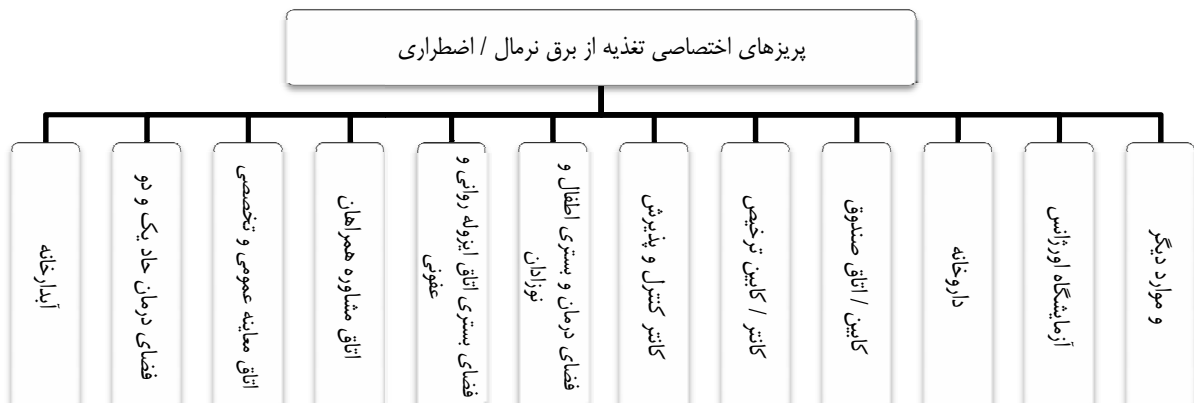 پریزهای اختصاصی تغذیه از برق نرمال / اضطراری
و موارد دیگر
آزمایشگاه اورژانس
داروخانه
کابین / اتاق صندوق
کانتر / کابین ترخیص
کانتر کنترل و پذیرش
فضای درمان و بستری اطفال و
نوزادان
فضای بستری اتاق ایزوله روانی و
عفونی
اتاق مشاوره همراهان
اتاق معاینه عمومی و تخصصی
فضای درمان حاد یک و دو
آبدارخانه